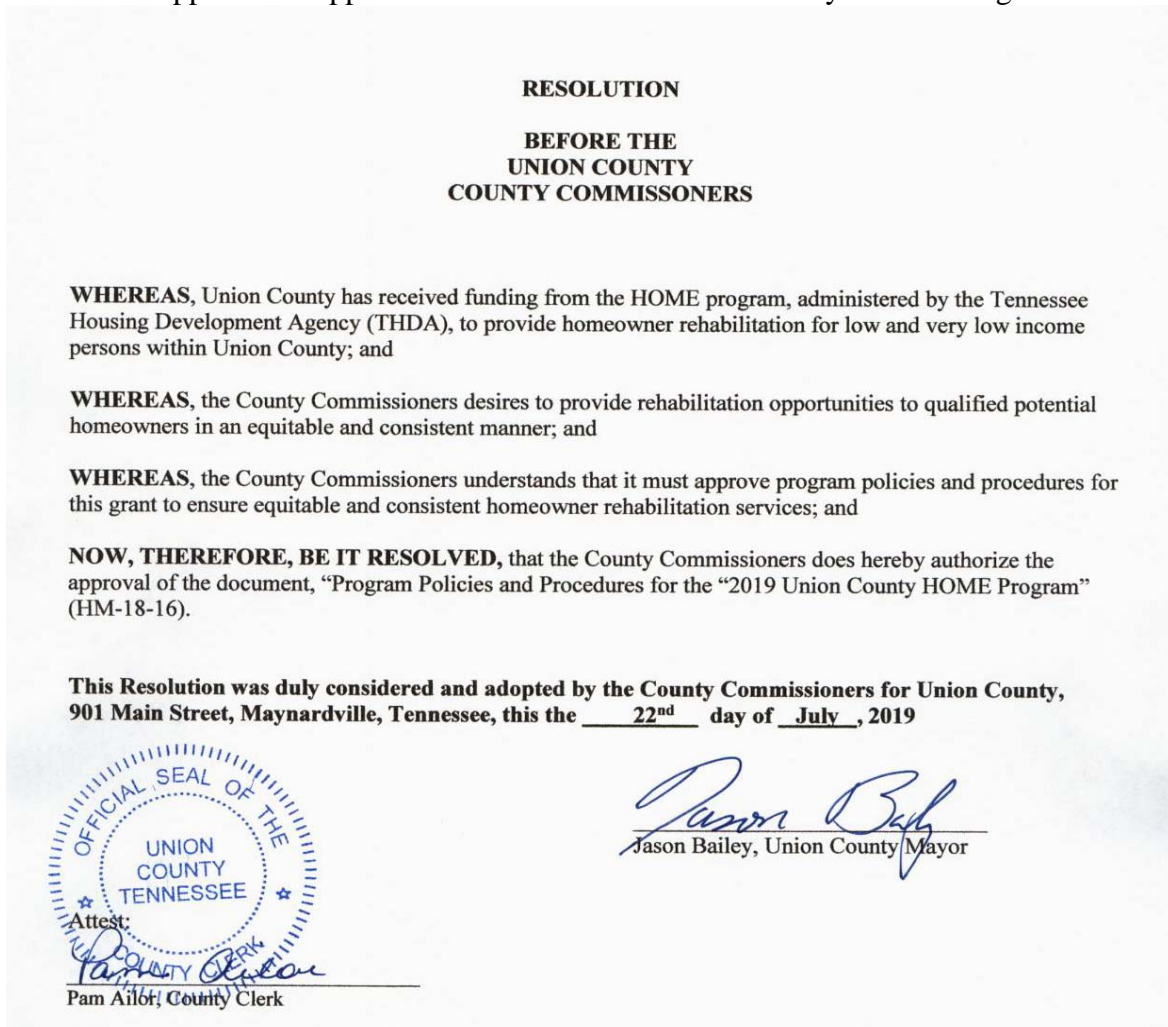 RESOLUTION
BEFORE THE
UNION COUNTY
COUNTY COMMISSONERS
WHEREAS, Union County has received funding from the HOME program, administered by the Tennessee
Housing Development Agency (THDA), to provide homeowner rehabilitation for low and very low income
persons within Union County; and
WHEREAS, the County Commissioners desires to provide rehabilitation opportunities to qualified potential
homeowners in an equitable and consistent manner; and
WHEREAS, the County Commissioners understands that it must approve program policies and procedures for
this grant to ensure equitable and consistent homeowner rehabilitation services; and
NOW, THEREFORE, BE IT RESOLVED, that the County Commissioners does hereby authorize the
approval of the document, “Program Policies and Procedures for the “2019 Union County HOME Program”
(HM-18-16).
This Resolution was duly considered and adopted by the County Commissioners for Union County,
901 Main Street, Maynardville, Tennessee, this the 22nd day of July, 2019
OFFICIAL SEAL OF THE
UNION
COUNTY
TENNESSEE
COUNTY CLERK
Jason Bailey, Union County Mayor
Attest:
Pam Ailor, County Clerk